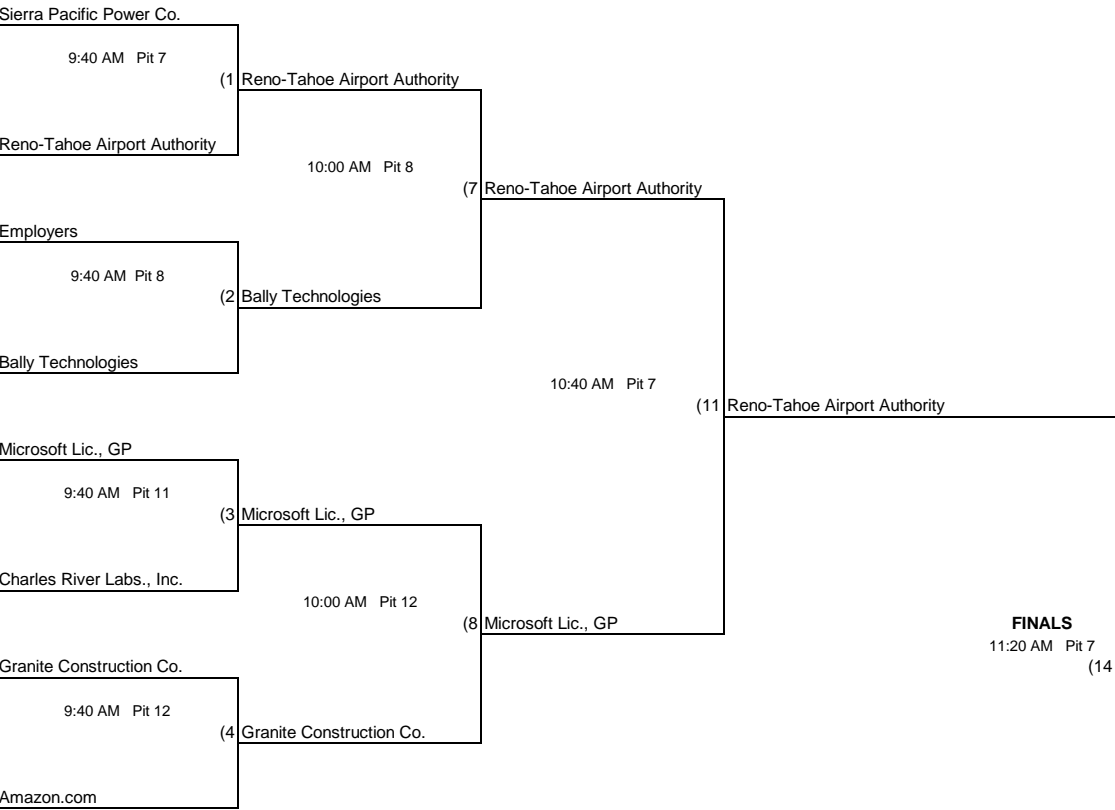 Sierra Pacific Power Co.
9:40 AM Pit 7
(1 Reno-Tahoe Airport Authority
Reno-Tahoe Airport Authority
10:00 AM Pit 8
(7 Reno-Tahoe Airport Authority
Employers
9:40 AM Pit 8
(2 Bally Technologies
Bally Technologies
10:40 AM Pit 7
(11 Reno-Tahoe Airport Authority
Microsoft Lic., GP
9:40 AM Pit 11
(3 Microsoft Lic., GP
Charles River Labs., Inc.
10:00 AM Pit 12
(8 Microsoft Lic., GP
FINALS
11:20 AM Pit 7
(14
Granite Construction Co.
9:40 AM Pit 12
(4 Granite Construction Co.
Amazon.com